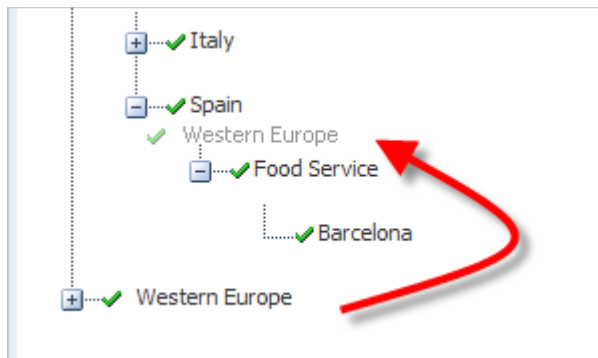 Italy
Spain
Western Europe
Food Service
Barcelona
Western Europe